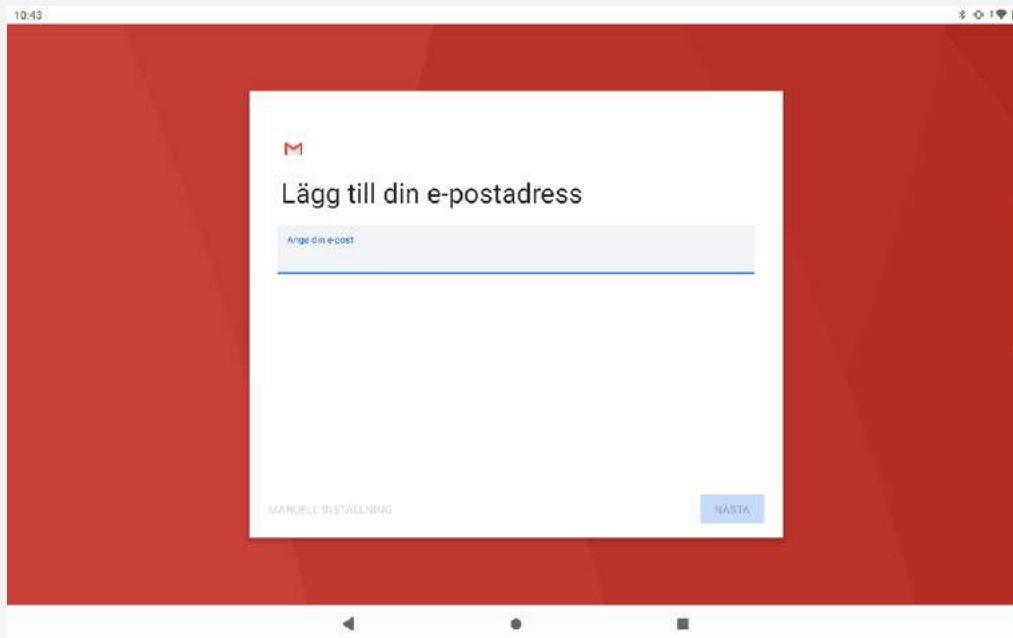 10:43
Lägg till din e-postadress
Ange din e-post
MANUELL INSTÄLLNING
NÄSTA